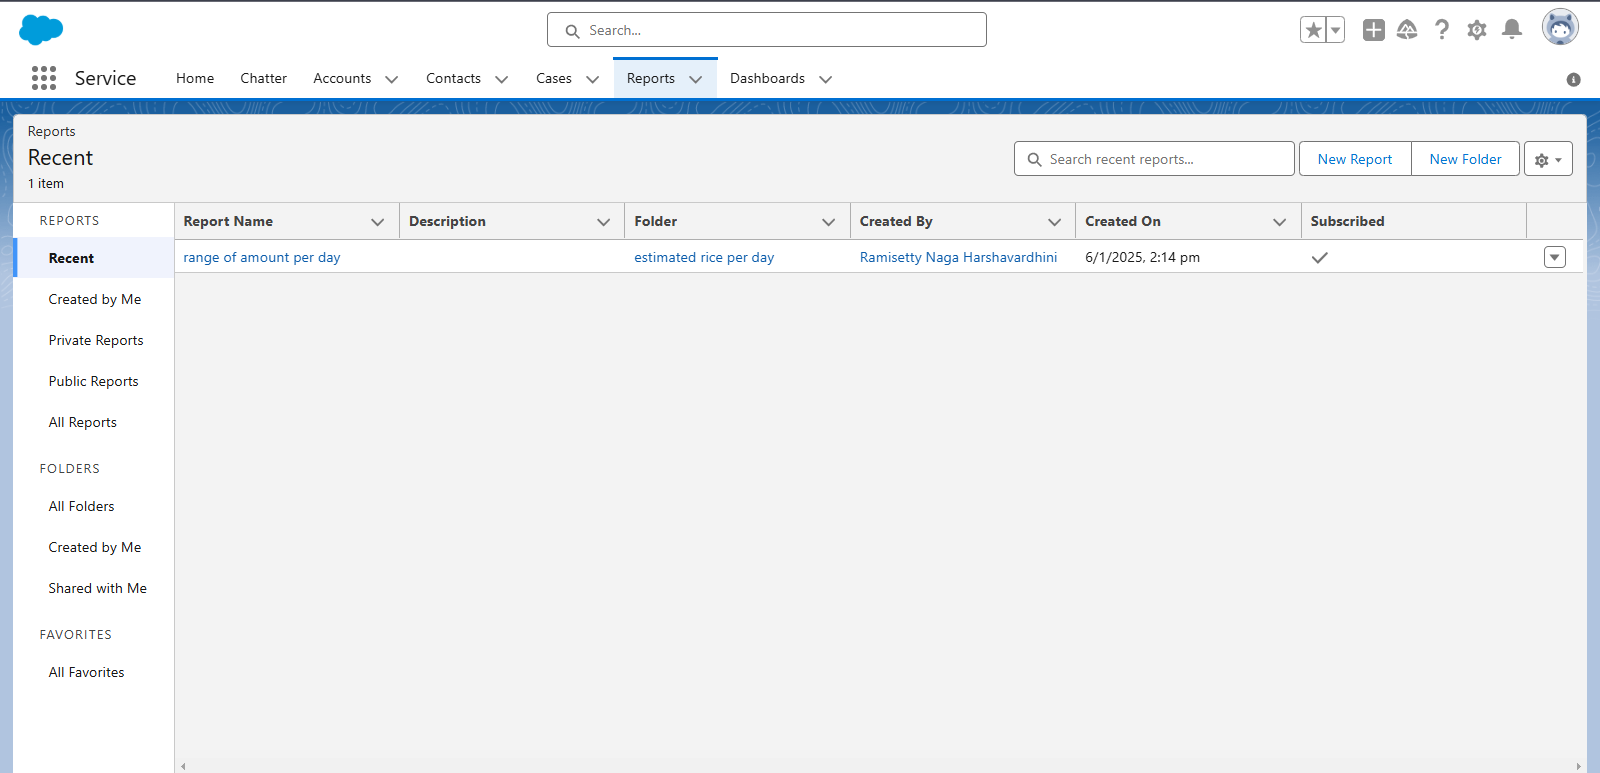 Search...
Service
Home
Chatter
Accounts
Contacts
Cases
Reports
Dashboards
Reports
Recent
1 item
Search recent reports...
New Report
New Folder
REPORTS
Recent
Created by Me
Private Reports
Public Reports
All Reports
FOLDERS
All Folders
Created by Me
Shared with Me
FAVORITES
All Favorites
Report Name Description Folder Created By Created On Subscribed
range of amount per day estimated rice per day Ramisetty Naga Harshavardhini 6/1/2025, 2:14 pm